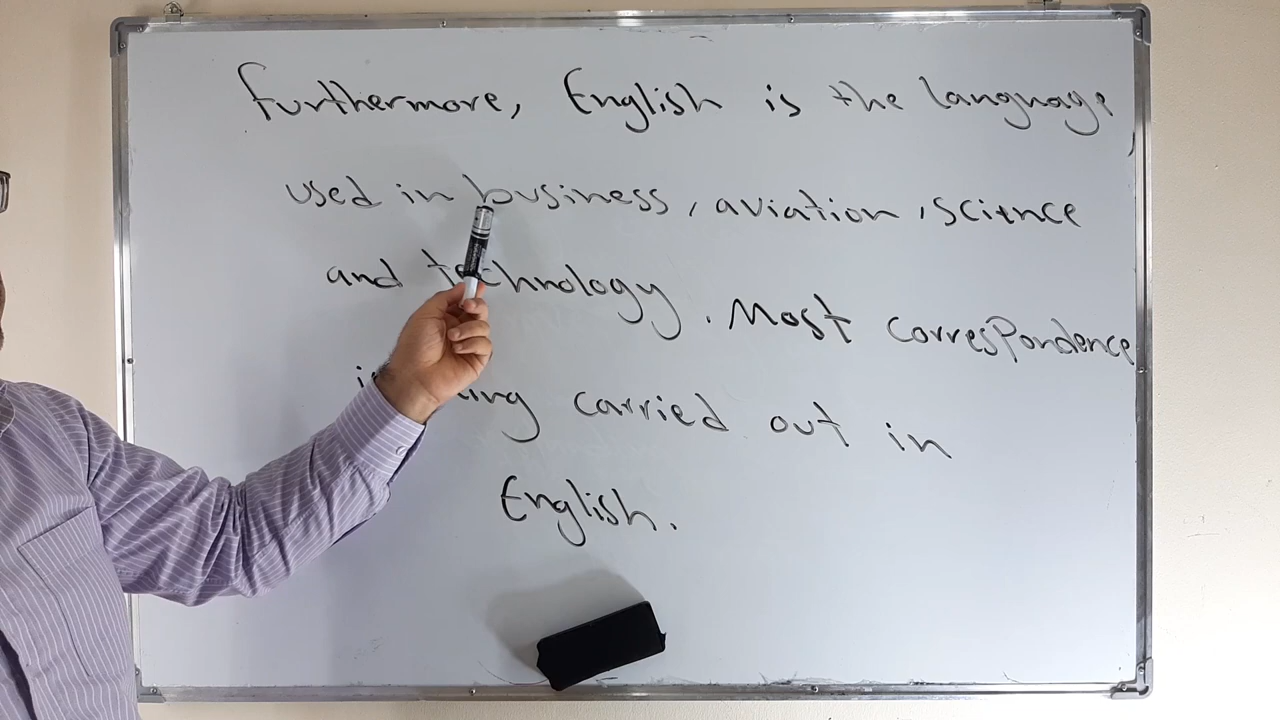 Furthermore, English is the language,
used in business, aviation, science
and technology. Most correspondence
carried out in
English.